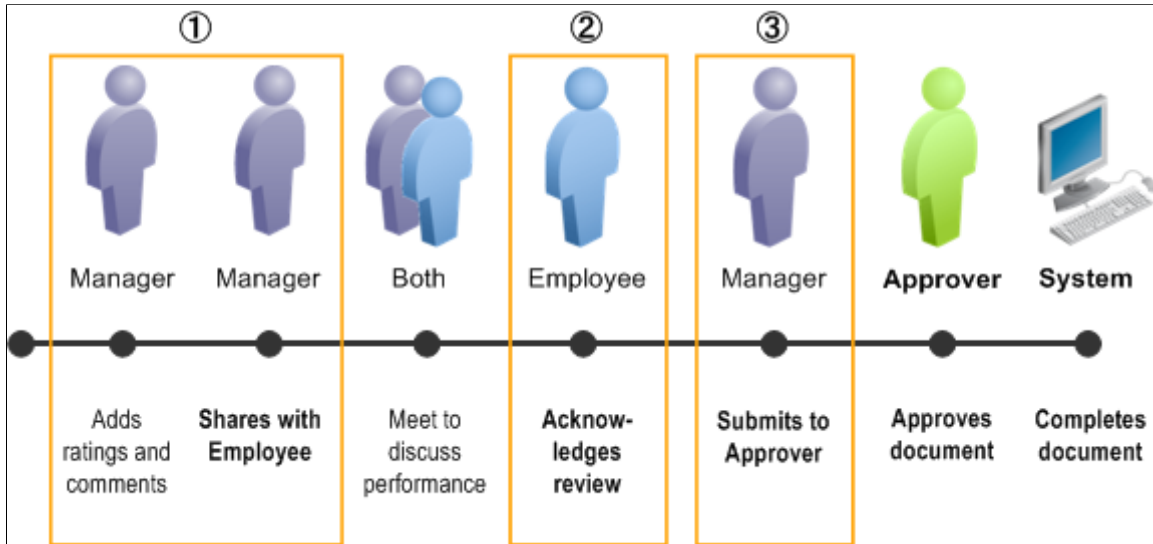 ① ② ③
Manager Manager Both Employee Manager Approver System
Adds
ratings and
comments
Shares with
Employee
Meet to
discuss
performance
Acknow-
ledges
review
Submits to
Approver
Approves
document
Completes
document